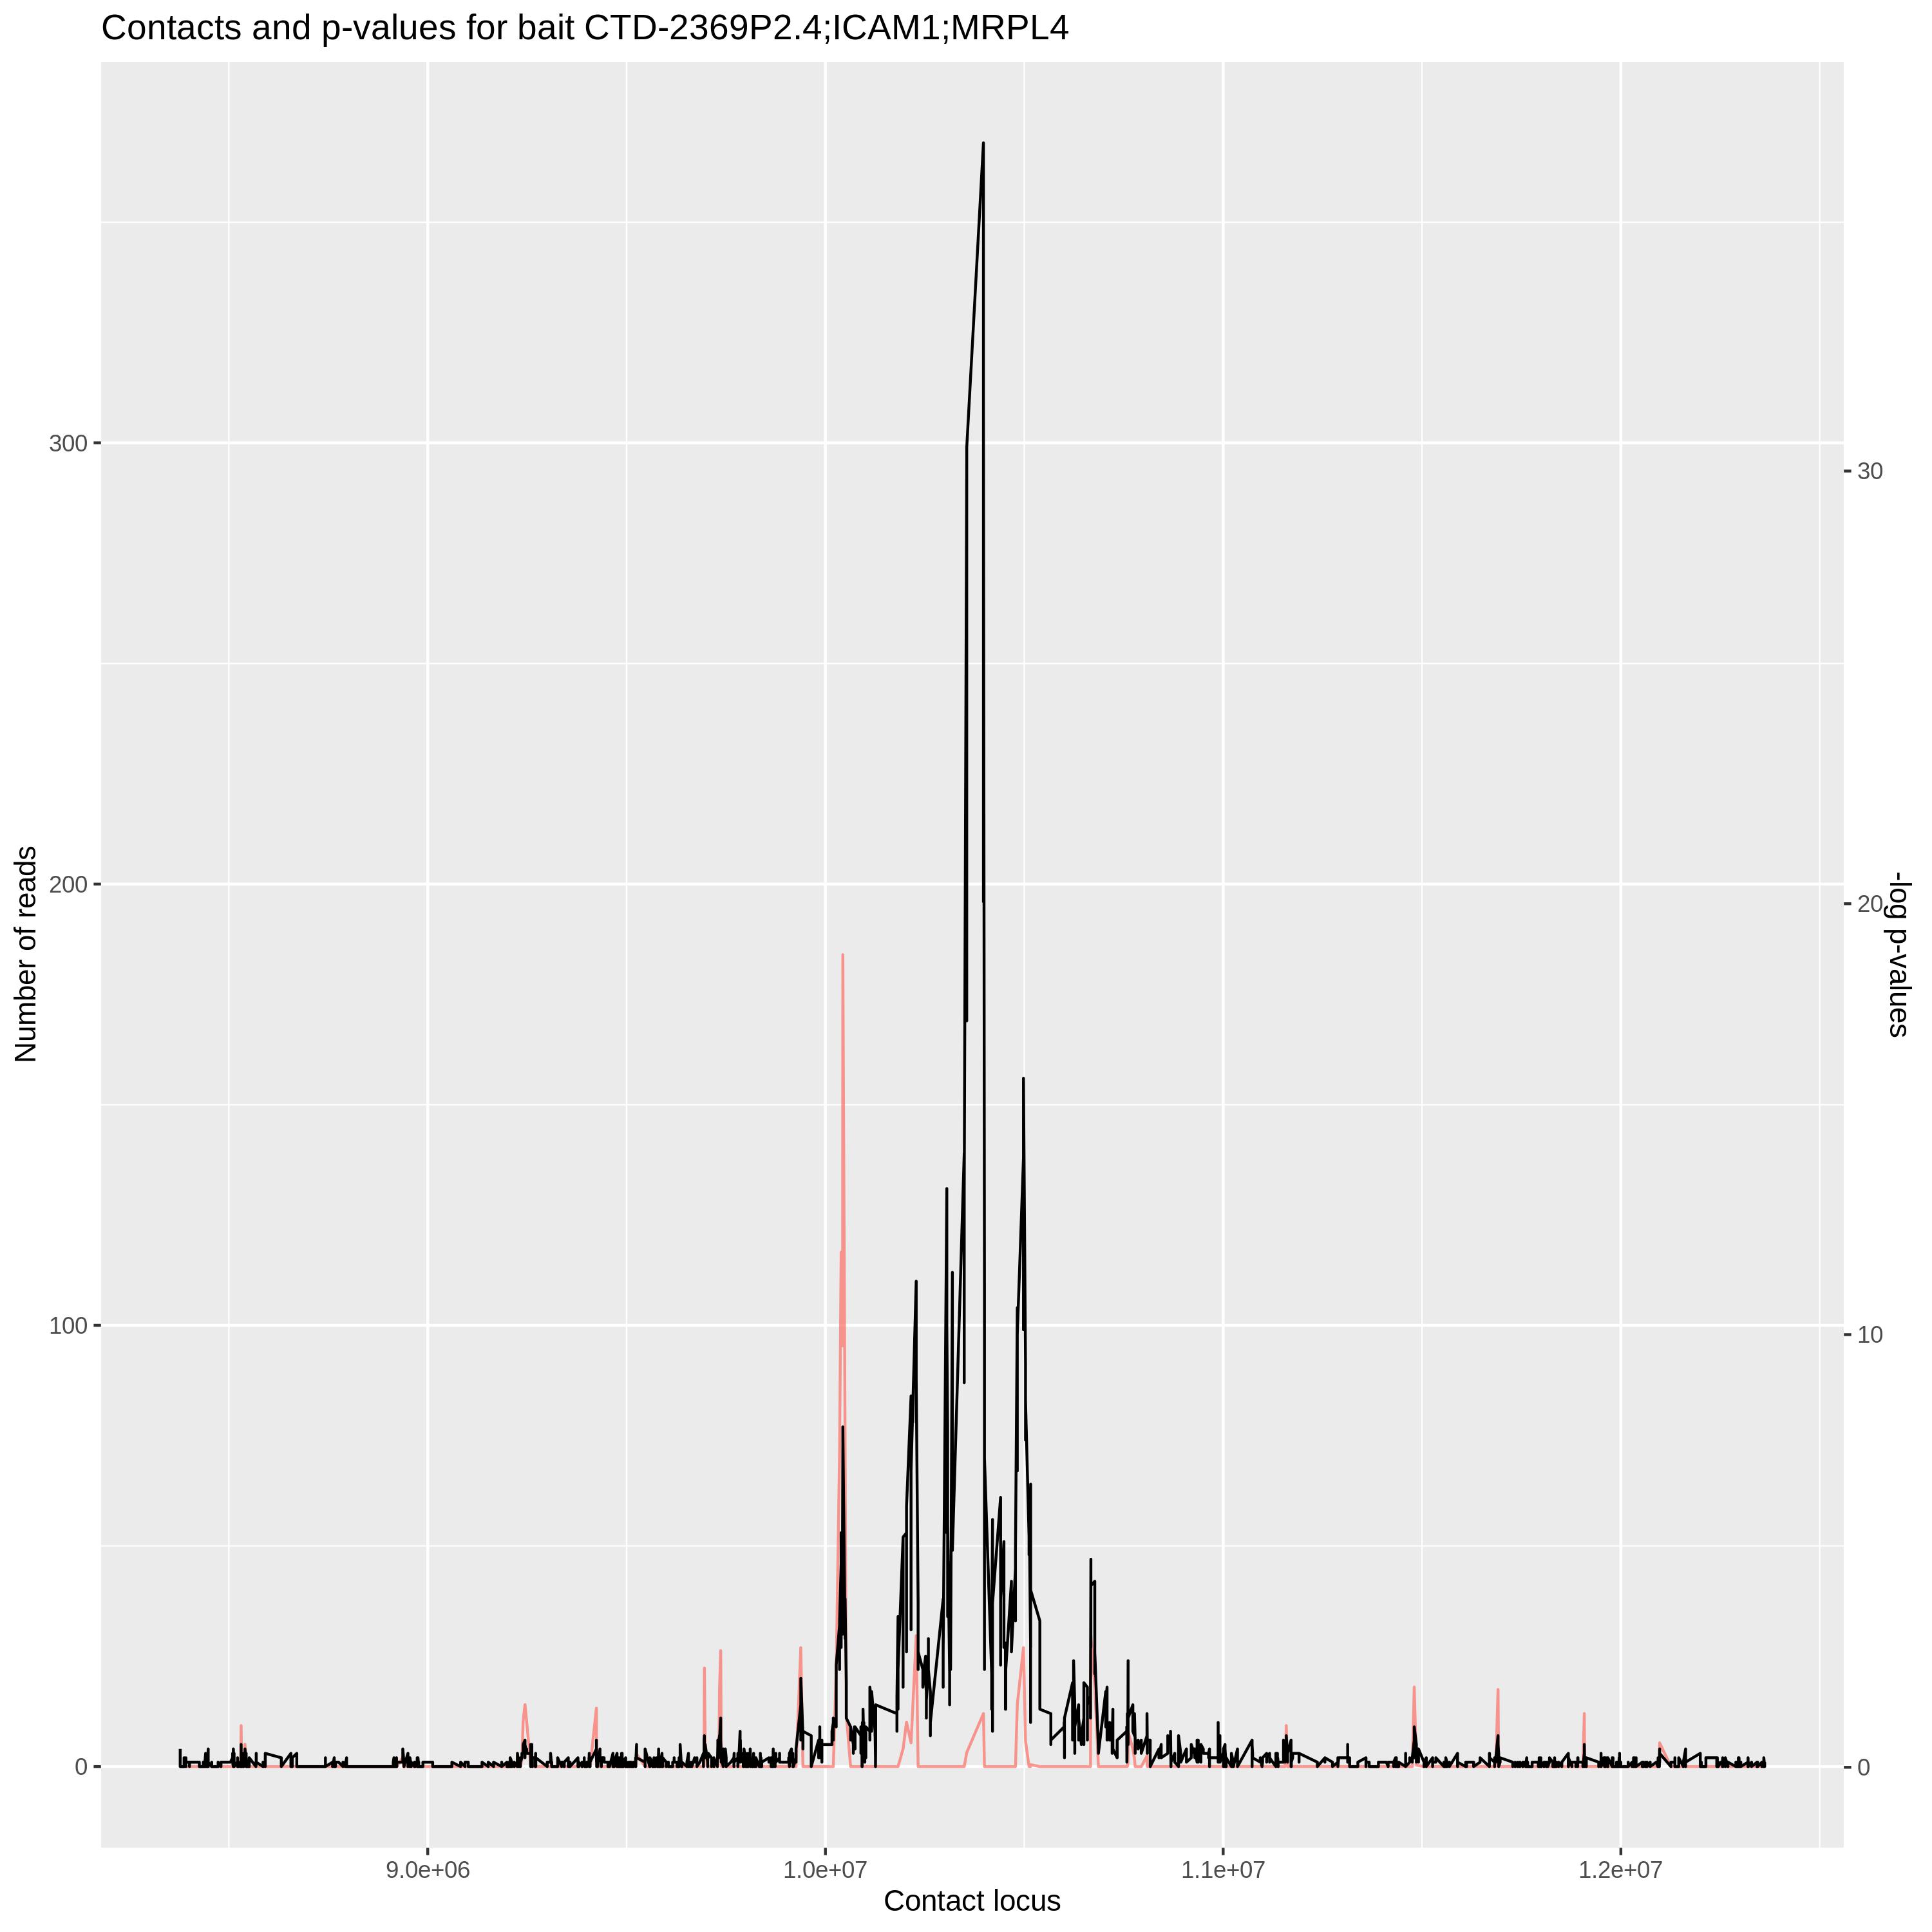 Contacts and p-values for bait CTD-2369P2.4;ICAM1;MRPL4
Number of reads
300
200
100
0
30
20
10
0
-log p-values
9.0e+06 1.0e+07 1.1e+07 1.2e+07
Contact locus